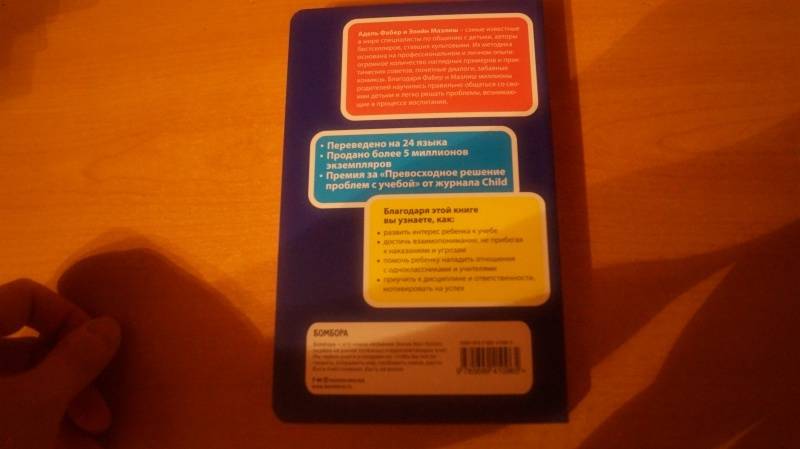 Адель Фабер и Элейн Мазлиш – самые известные
в мире специалисты по общению с детьми, авторы
бестселлеров, ставших культовыми. Их методика
основана на профессиональном и личном опыте:
огромное количество наглядных примеров и прак-
тических советов, понятные диалоги, забавные
комиксы. Благодаря Фабер и Мазлиш миллионы
родителей научились правильно общаться со сво-
ими детьми и легко решать проблемы, возникаю-
щие в процессе воспитания.
• Переведено на 24 языка
• Продано более 5 миллионов
экземпляров
• Премия за «Превосходное решение
проблем с учебой» от журнала Child
Благодаря этой книге
вы узнаете, как:
• развить интерес ребенка к учебе
• достичь взаимопонимания, не прибегая
к наказаниям и угрозам
• помочь ребенку наладить отношения
с одноклассниками и учителями
• приучить к дисциплине и ответственности,
мотивировать на успех
БОМБОРА